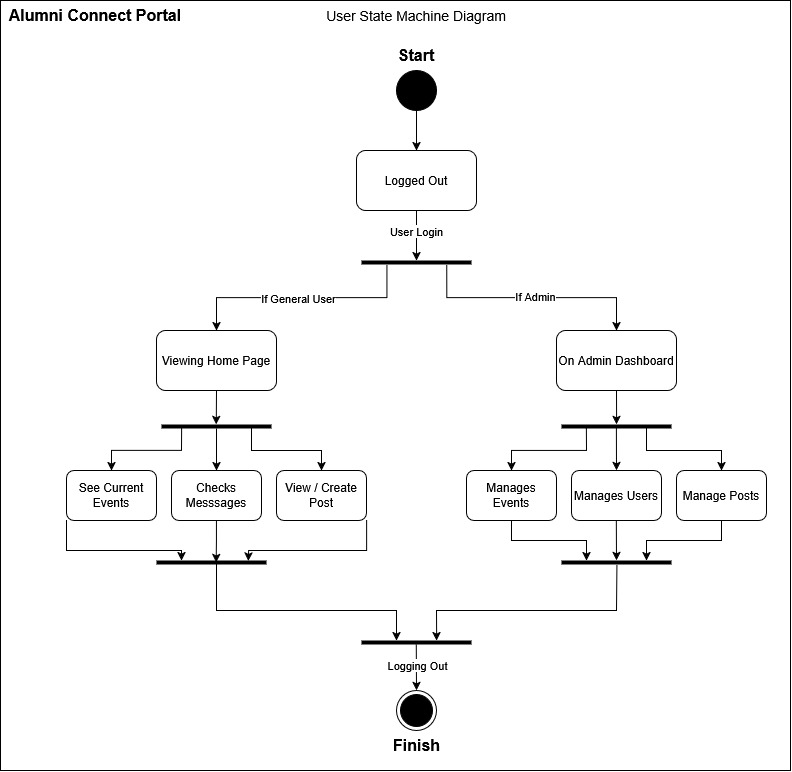 Alumni Connect Portal
User State Machine Diagram
Start
Logged Out
User Login
If General User
If Admin
Viewing Home Page
On Admin Dashboard
See Current
Events
Checks
Messsages
View / Create
Post
Manages
Events
Manages Users
Manage Posts
Logging Out
Finish